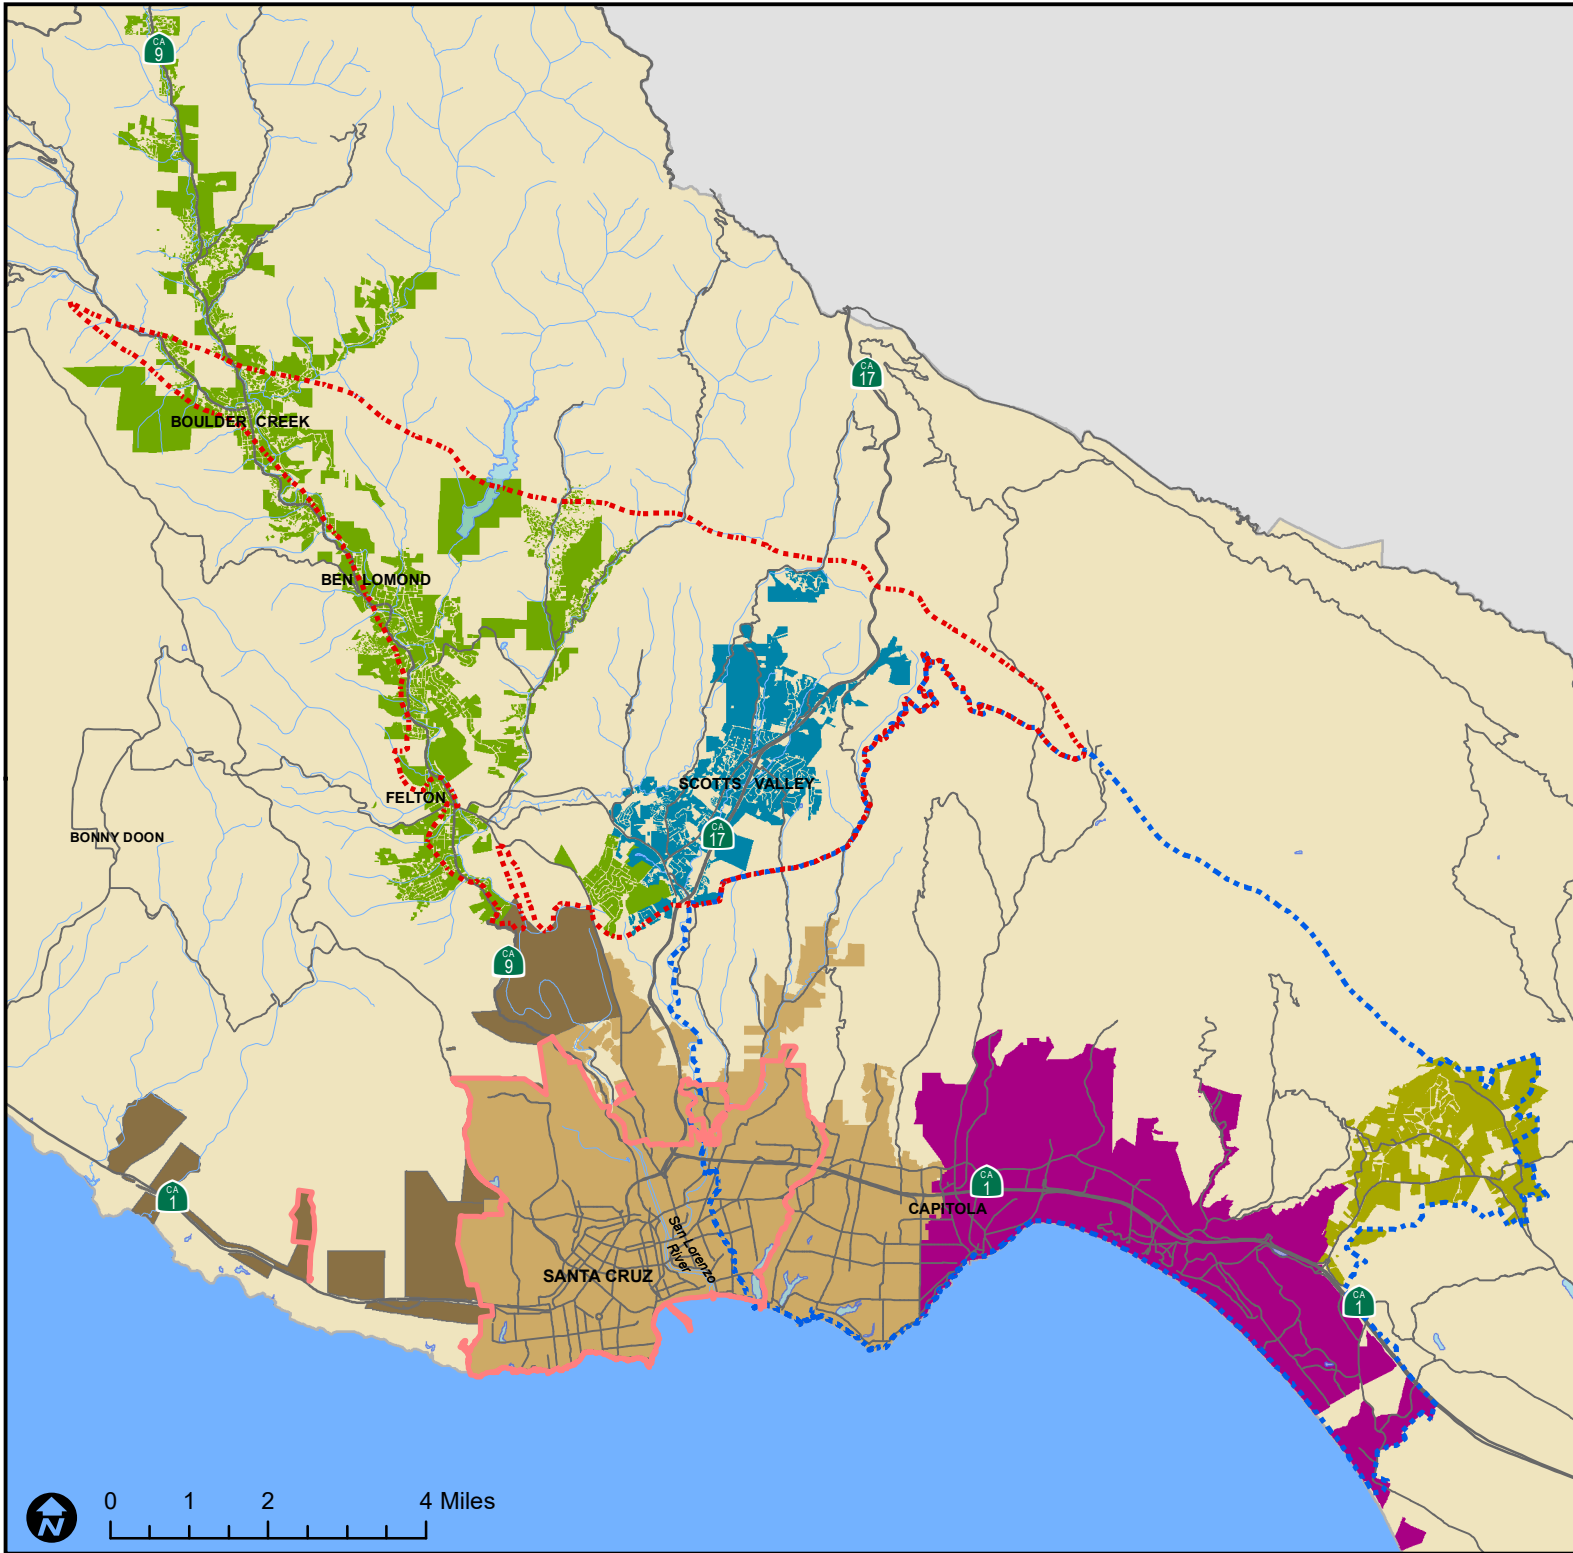 CA
9
CA
17
BOULDER CREEK
BEN LOMOND
SCOTTS VALLEY
FELTON
CA
17
BONNY DOON
CA
9
CA
1
CA
1
CAPITOLA
San Lorenzo
River
SANTA CRUZ
CA
1
N
0 1 2 4 Miles